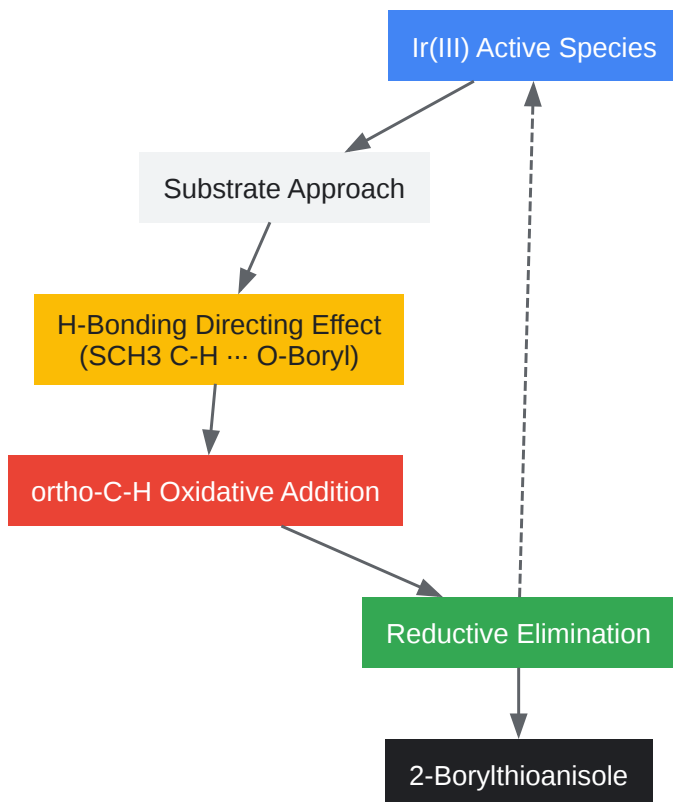 Ir(III) Active Species
Substrate Approach
H-Bonding Directing Effect
(SCH3 C-H ··· O-Boryl)
ortho-C-H Oxidative Addition
Reductive Elimination
2-Borylthioanisole